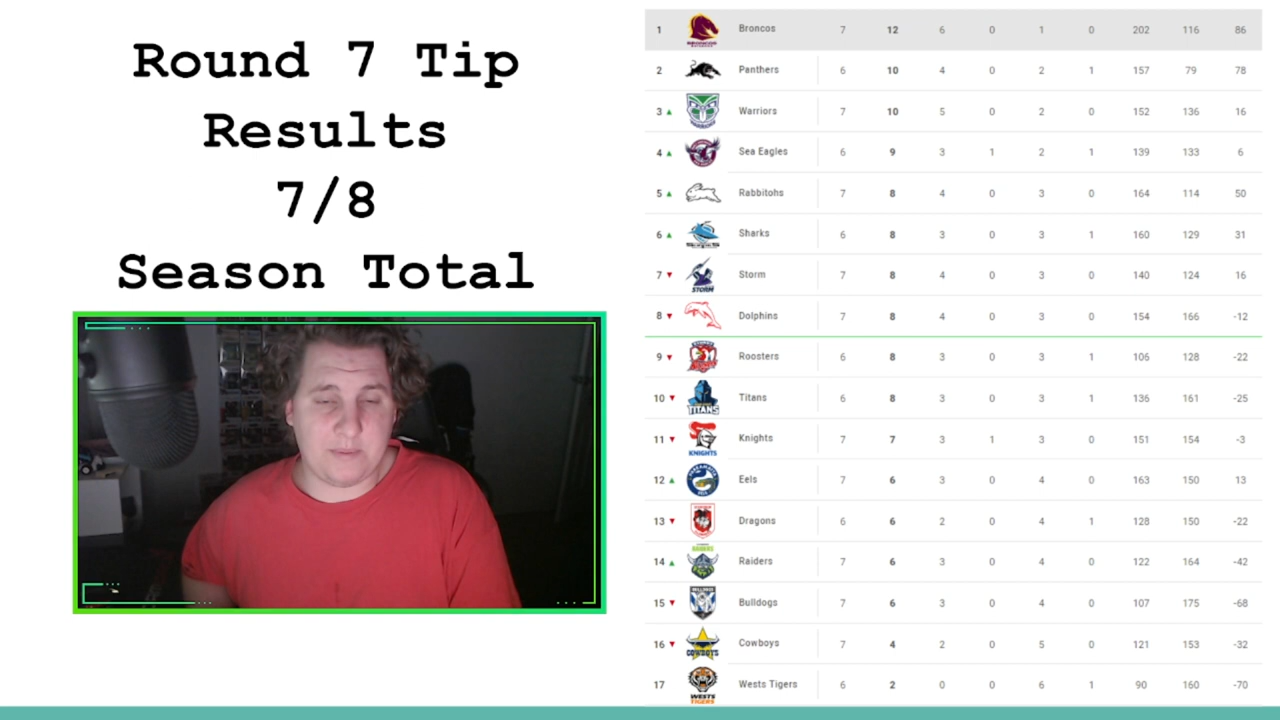 Round 7 Tip
Results
7/8
Season Total
1 Broncos 7 12 6 0 1 0 202 116 86
2 Panthers 6 10 4 0 2 1 157 79 78
3 Warriors 7 10 5 0 2 0 152 136 16
4 Sea Eagles 6 9 3 1 2 1 139 133 6
5 Rabbitohs 7 8 4 0 3 0 164 114 50
6 Sharks 6 8 3 0 3 1 160 129 31
7 STORM Storm 7 8 4 0 3 0 140 124 16
8 Dolphins 7 8 4 0 3 0 154 166 -12
9 Roosters 6 8 3 0 3 1 106 128 -22
10 TITANS Titans 6 8 3 0 3 1 136 161 -25
11 KNIGHTS Knights 7 7 3 1 3 0 151 154 -3
12 Eels 7 6 3 0 4 0 163 150 13
13 Dragons 6 6 2 0 4 1 128 150 -22
14 RAIDERS Raiders 7 6 3 0 4 0 122 164 -42
15 Bulldogs 7 6 3 0 4 0 107 175 -68
16 COWBOYS Cowboys 7 4 2 0 5 0 121 153 -32
17 WESTS TIGERS Wests Tigers 6 2 0 0 6 1 160 -70